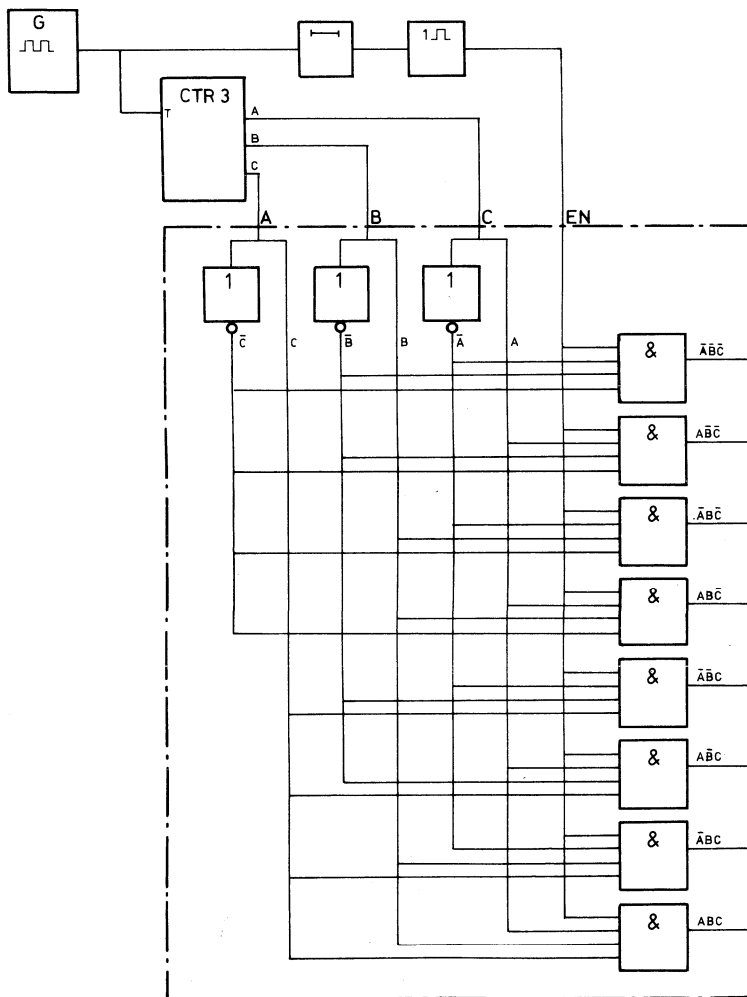 G
1
CTR 3
T
A
B
C
A B C EN
1 1 1
C̄ C B̄ B Ā A
& ĀB̄C̄
& AB̄C̄
& .ĀBC̄
& ABC̄
& ĀB̄C
& AB̄C
& ĀBC
& ABC